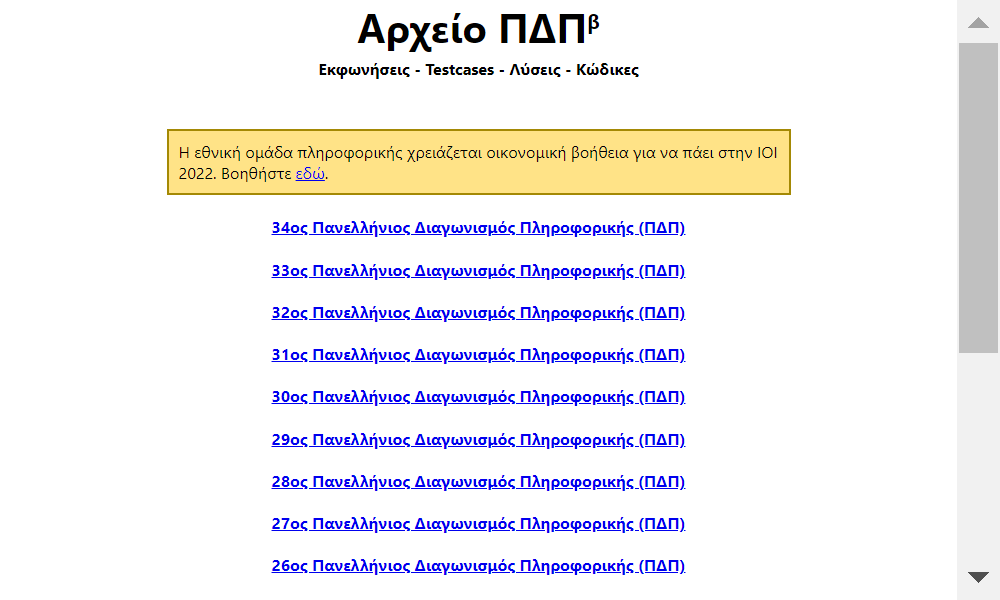 Αρχείο ΠΔΠᵝ
Εκφωνήσεις - Testcases - Λύσεις - Κώδικες
Η εθνική ομάδα πληροφορικής χρειάζεται οικονομική βοήθεια για να πάει στην ΙΟΙ
2022. Βοηθήστε εδώ.
34ος Πανελλήνιος Διαγωνισμός Πληροφορικής (ΠΔΠ)
33ος Πανελλήνιος Διαγωνισμός Πληροφορικής (ΠΔΠ)
32ος Πανελλήνιος Διαγωνισμός Πληροφορικής (ΠΔΠ)
31ος Πανελλήνιος Διαγωνισμός Πληροφορικής (ΠΔΠ)
30ος Πανελλήνιος Διαγωνισμός Πληροφορικής (ΠΔΠ)
29ος Πανελλήνιος Διαγωνισμός Πληροφορικής (ΠΔΠ)
28ος Πανελλήνιος Διαγωνισμός Πληροφορικής (ΠΔΠ)
27ος Πανελλήνιος Διαγωνισμός Πληροφορικής (ΠΔΠ)
26ος Πανελλήνιος Διαγωνισμός Πληροφορικής (ΠΔΠ)